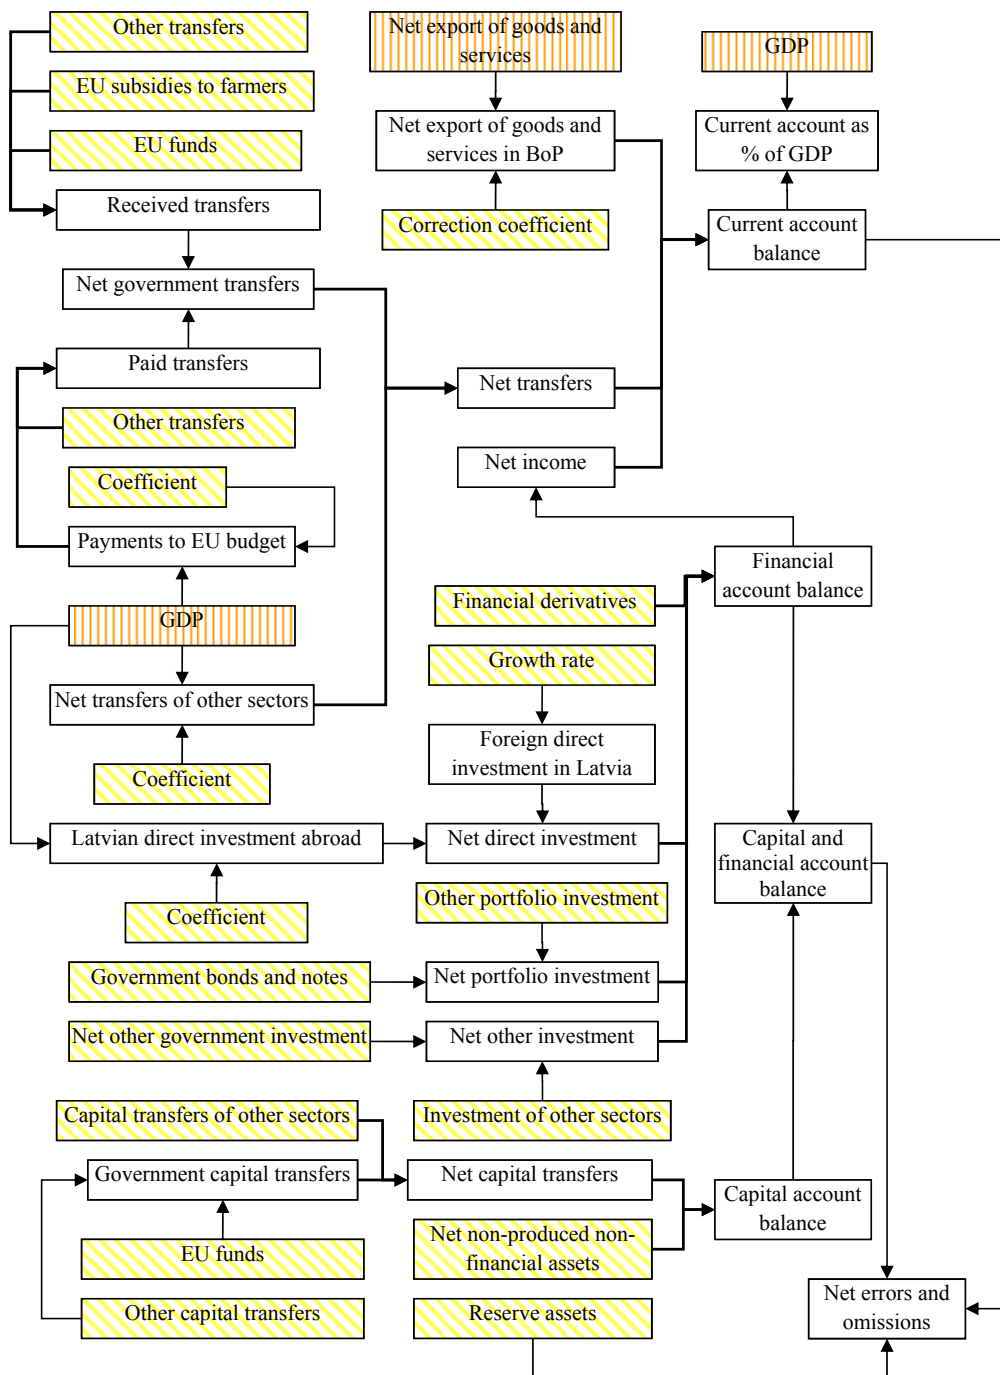 Other transfers
EU subsidies to farmers
EU funds
Received transfers
Net government transfers
Paid transfers
Other transfers
Coefficient
Payments to EU budget
GDP
Net transfers of other sectors
Coefficient
Latvian direct investment abroad
Coefficient
Government bonds and notes
Net other government investment
Capital transfers of other sectors
Government capital transfers
EU funds
Other capital transfers
Net export of goods and
services
Net export of goods and
services in BoP
Correction coefficient
Net transfers
Net income
Financial derivatives
Growth rate
Foreign direct
investment in Latvia
Net direct investment
Other portfolio investment
Net portfolio investment
Net other investment
Investment of other sectors
Net capital transfers
Net non-produced non-
financial assets
Reserve assets
GDP
Current account as
% of GDP
Current account
balance
Financial
account balance
Capital and
financial account
balance
Capital account
balance
Net errors and
omissions